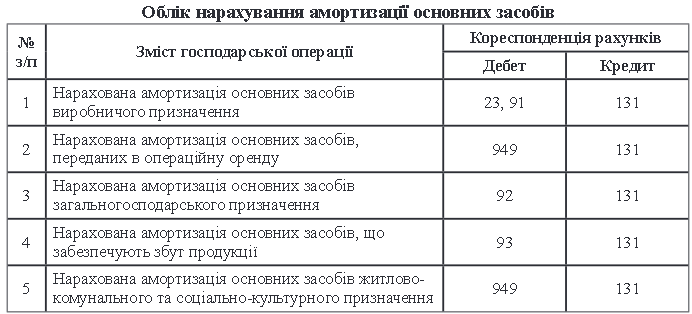 Облік нарахування амортизації основних засобів
№ з/п
Зміст господарської операції
Кореспонденція рахунків
Дебет
Кредит
1
Нарахована амортизація основних засобів
виробничого призначення
23, 91
131
2
Нарахована амортизація основних засобів,
переданих в операційну оренду
949
131
3
Нарахована амортизація основних засобів
загальногосподарського призначення
92
131
4
Нарахована амортизація основних засобів, що
забезпечують збут продукції
93
131
5
Нарахована амортизація основних засобів житлово-
комунального та соціально-культурного призначення
949
131